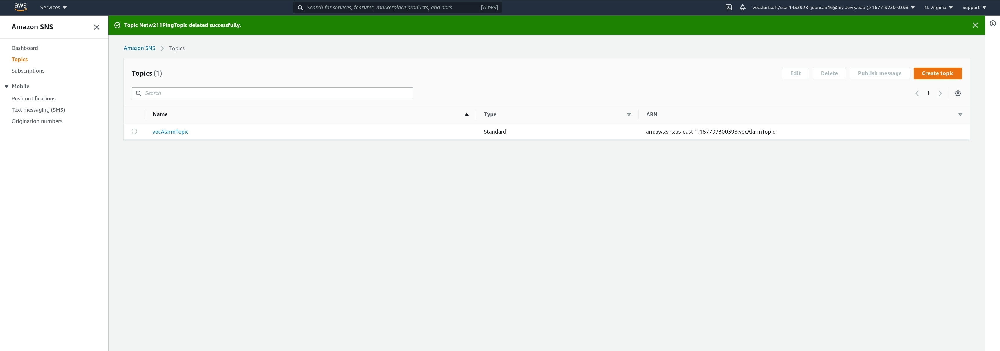 aws
Services
Search for services, features, marketplace products, and docs [Alt+S]
vocstartsoft/user1433928=jduncan46@my.devry.edu @ 1677-9730-0398
N. Virginia
Support
Amazon SNS
Dashboard
Topics
Subscriptions
Mobile
Push notifications
Text messaging (SMS)
Origination numbers
Topic Netw211PingTopic deleted successfully.
Amazon SNS Topics
Topics (1)
Edit
Delete
Publish message
Create topic
Search
1
Name Type ARN
vocAlarmTopic Standard arn:aws:sns:us-east-1:167797300398:vocAlarmTopic